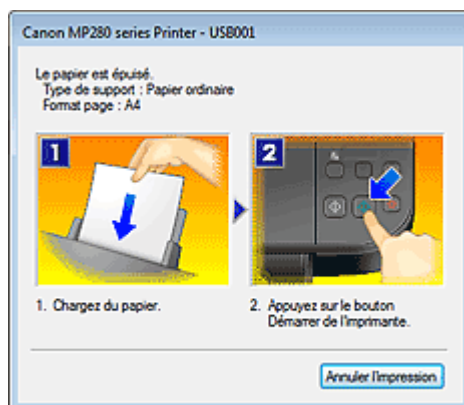 Canon MP280 series Printer - USB001
Le papier est épuisé.
Type de support : Papier ordinaire
Format page : A4
1
2
1. Chargez du papier.
2. Appuyez sur le bouton
Démarrer de l'imprimante.
Annuler l'impression